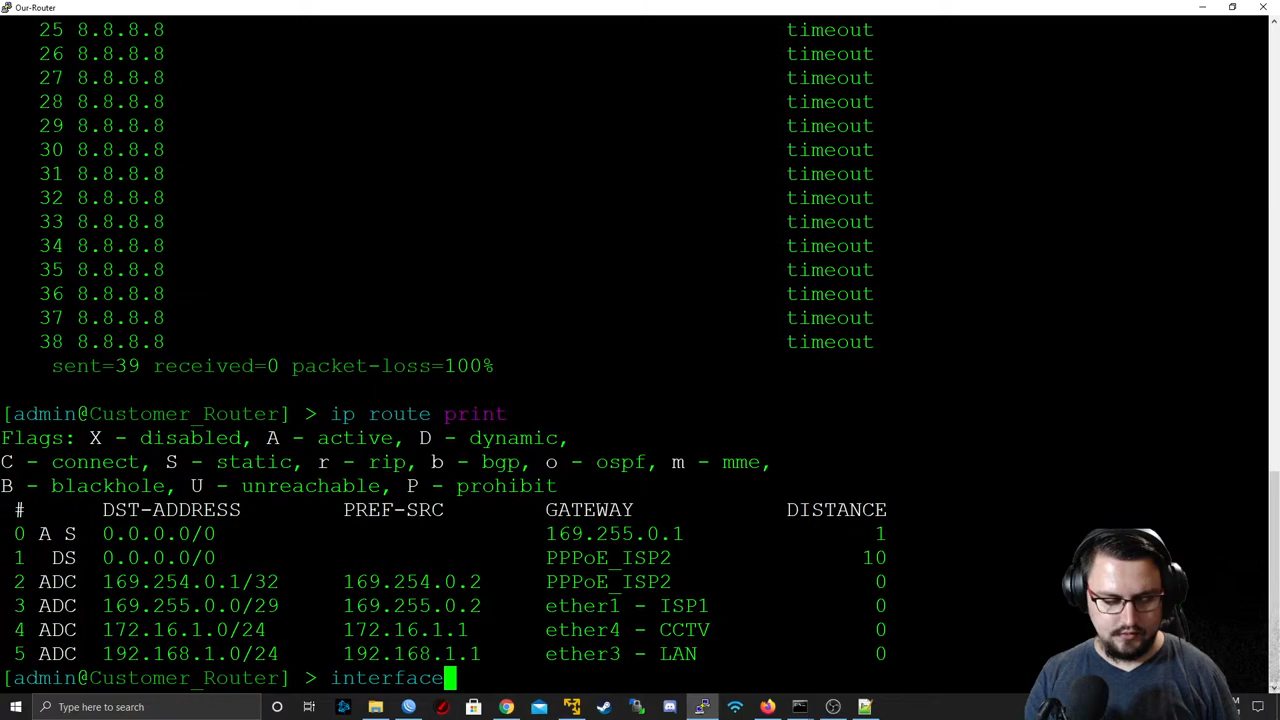 Our-Router
25 8.8.8.8 timeout
26 8.8.8.8 timeout
27 8.8.8.8 timeout
28 8.8.8.8 timeout
29 8.8.8.8 timeout
30 8.8.8.8 timeout
31 8.8.8.8 timeout
32 8.8.8.8 timeout
33 8.8.8.8 timeout
34 8.8.8.8 timeout
35 8.8.8.8 timeout
36 8.8.8.8 timeout
37 8.8.8.8 timeout
38 8.8.8.8 timeout
sent=39 received=0 packet-loss=100%
[admin@Customer_Router] > ip route print
Flags: X - disabled, A - active, D - dynamic,
C - connect, S - static, r - rip, b - bgp, o - ospf, m - mme,
B - blackhole, U - unreachable, P - prohibit
# DST-ADDRESS PREF-SRC GATEWAY DISTANCE
0 A S 0.0.0.0/0 169.255.0.1 1
1 DS 0.0.0.0/0 PPPoE_ISP2 10
2 ADC 169.254.0.1/32 169.254.0.2 PPPoE_ISP2 0
3 ADC 169.255.0.0/29 169.255.0.2 ether1 - ISP1 0
4 ADC 172.16.1.0/24 172.16.1.1 ether4 - CCTV 0
5 ADC 192.168.1.0/24 192.168.1.1 ether3 - LAN 0
[admin@Customer_Router] > interface
Type here to search